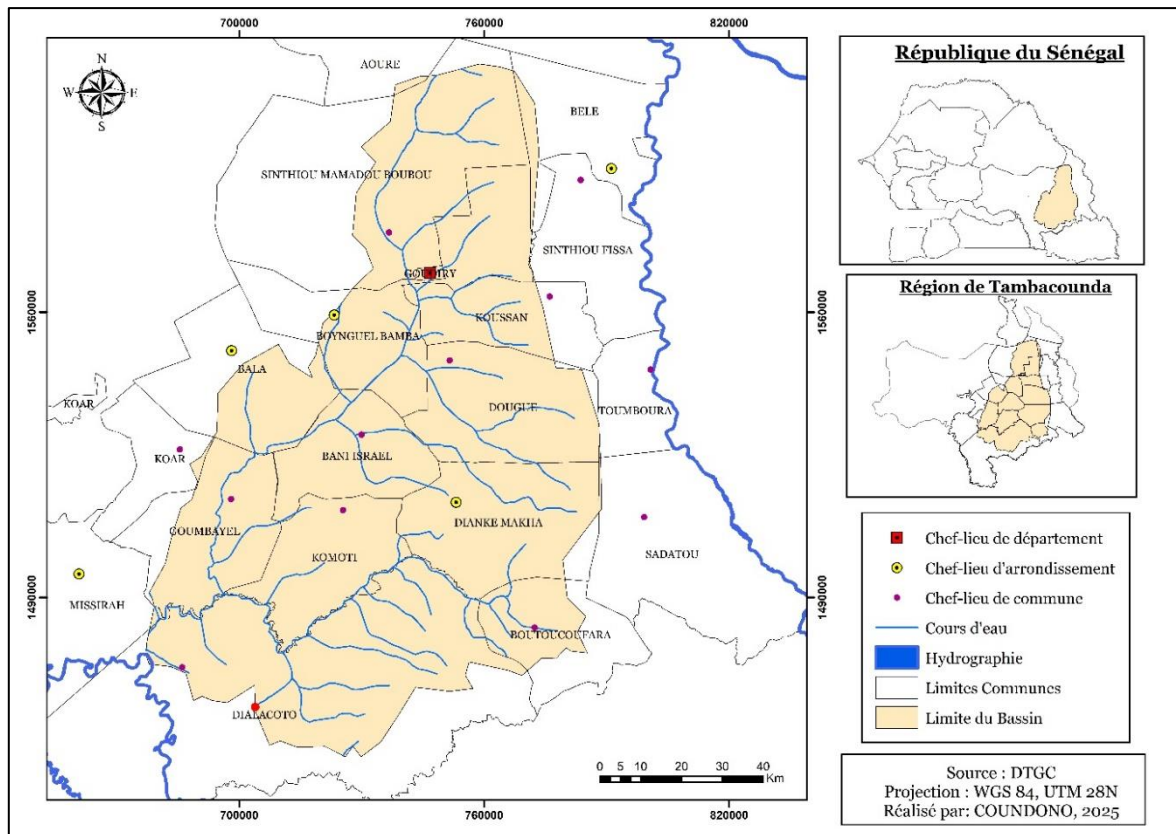 700000
760000
820000
N
W
E
S
AOURE
BELE
SINTHIOU MAMADOU BOUBOU
SINTHIOU FISSA
GOUDIRY
1560000
1560000
KOUSSAN
BOYNGUEL BAMBA
BALA
KOAR
DOUGUE
TOUMBOURA
KOAR
BANI ISRAEL
GOUMBAYEL
DIANKE MAKHA
KOMOTI
SADATOU
1490000
1490000
MISSIRAH
BOUTOUCOUFARA
DIALACOTO
0 5 10 20 30 40
Km
700000
760000
820000
République du Sénégal
Région de Tambacounda
Chef-lieu de département
Chef-lieu d'arrondissement
Chef-lieu de commune
Cours d'eau
Hydrographie
Limites Communes
Limite du Bassin
Source : DTGC
Projection : WGS 84, UTM 28N
Réalisé par: COUNDONO, 2025